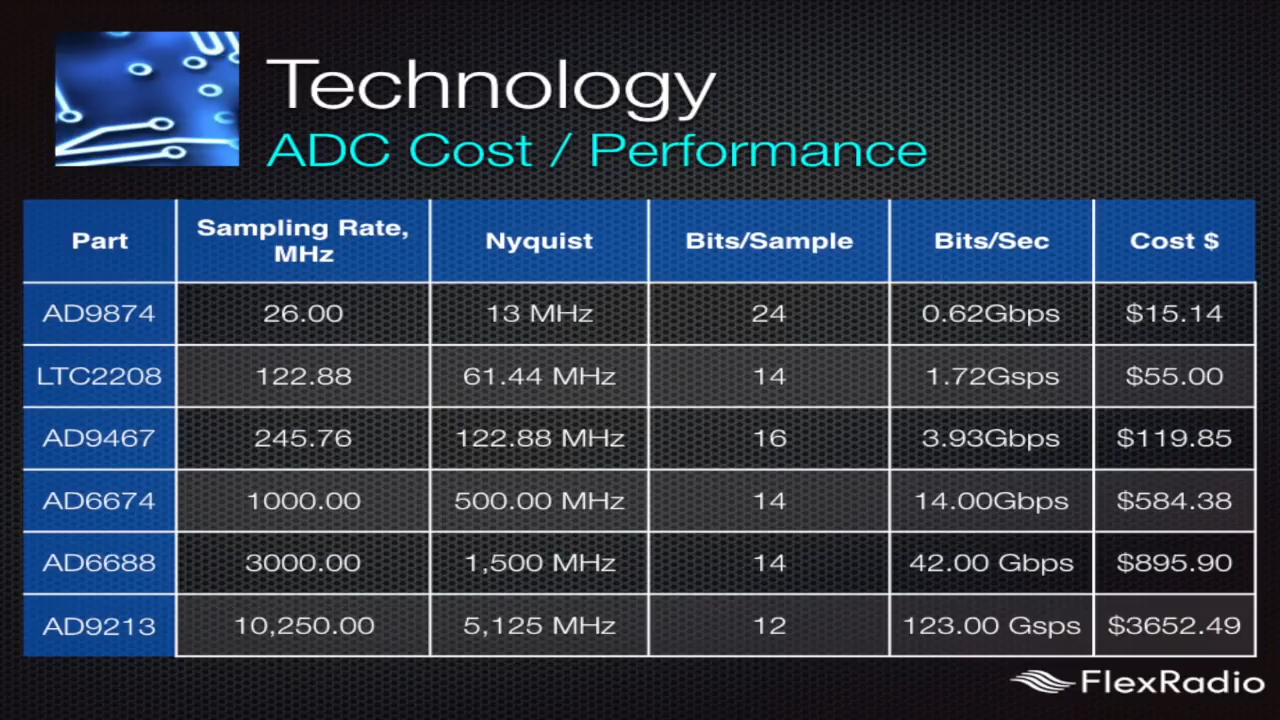 Technology
ADC Cost / Performance
Part Sampling Rate, MHz Nyquist Bits/Sample Bits/Sec Cost $
AD9874 26.00 13 MHz 24 0.62Gbps $15.14
LTC2208 122.88 61.44 MHz 14 1.72Gsps $55.00
AD9467 245.76 122.88 MHz 16 3.93Gbps $119.85
AD6674 1000.00 500.00 MHz 14 14.00Gbps $584.38
AD6688 3000.00 1,500 MHz 14 42.00 Gbps $895.90
AD9213 10,250.00 5,125 MHz 12 123.00 Gsps $3652.49
FlexRadio